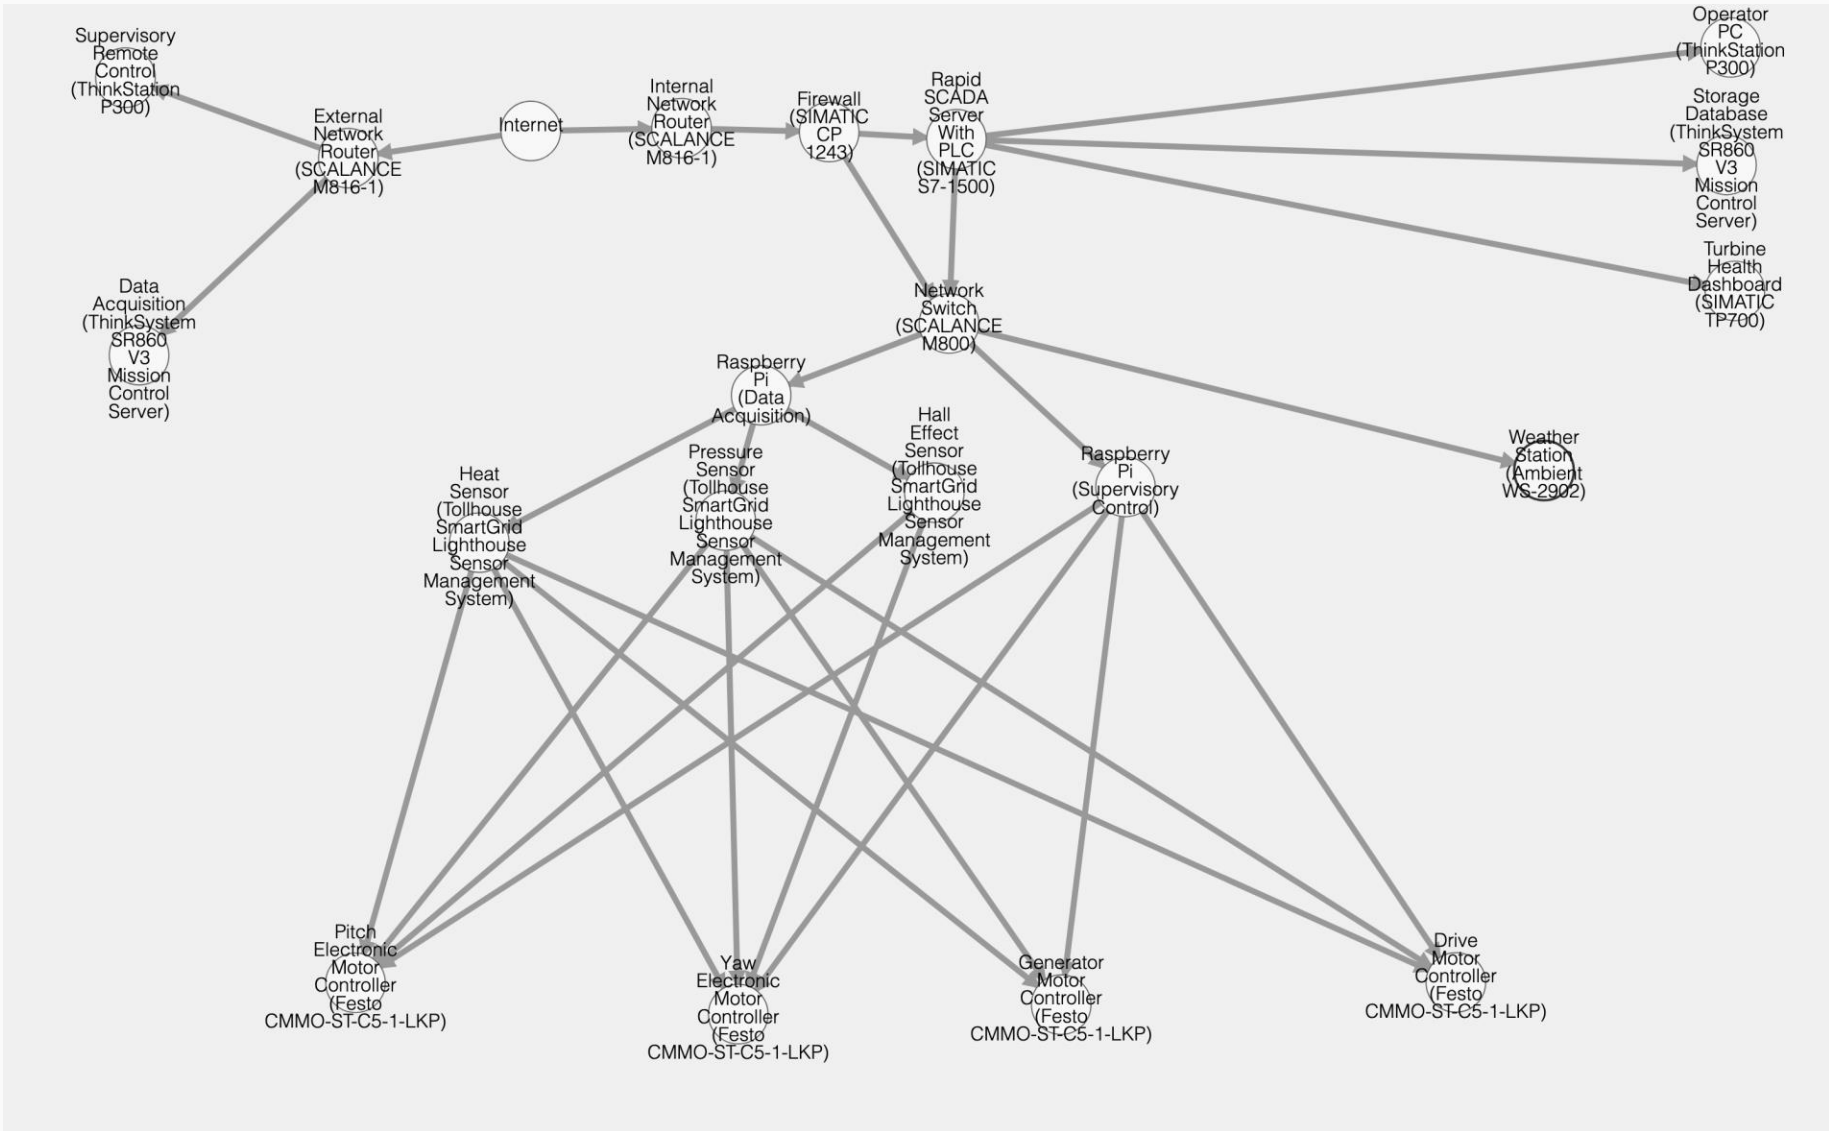 Supervisory
Remote
Control
(ThinkStation
P300)
External
Network
Router
(SCALANCE
M816-1)
Internet
Internal
Network
Router
(SCALANCE
M816-1)
Firewall
(SIMATIC
CP
1243)
Rapid
SCADA
Server
With
PLC
(SIMATIC
S7-1500)
Operator
PC
(ThinkStation
P300)
Storage
Database
(ThinkSystem
SR860
V3
Mission
Control
Server)
Turbine
Health
Dashboard
(SIMATIC
TP700)
Data
Acquisition
(ThinkSystem
SR860
V3
Mission
Control
Server)
Network
Switch
(SCALANCE
M800)
Raspberry
Pi
(Data
Acquisition)
Heat
Sensor
(Tollhouse
SmartGrid
Lighthouse
Sensor
Management
System)
Pressure
Sensor
(Tollhouse
SmartGrid
Lighthouse
Sensor
Management
System)
Hall
Effect
Sensor
(Tollhouse
SmartGrid
Lighthouse
Sensor
Management
System)
Raspberry
Pi
(Supervisory
Control)
Weather
Station
(Ambient
WS-2902)
Pitch
Electronic
Motor
Controller
(Festo
CMMO-ST-C5-1-LKP)
Yaw
Electronic
Motor
Controller
(Festo
CMMO-ST-C5-1-LKP)
Generator
Motor
Controller
(Festo
CMMO-ST-C5-1-LKP)
Drive
Motor
Controller
(Festo
CMMO-ST-C5-1-LKP)